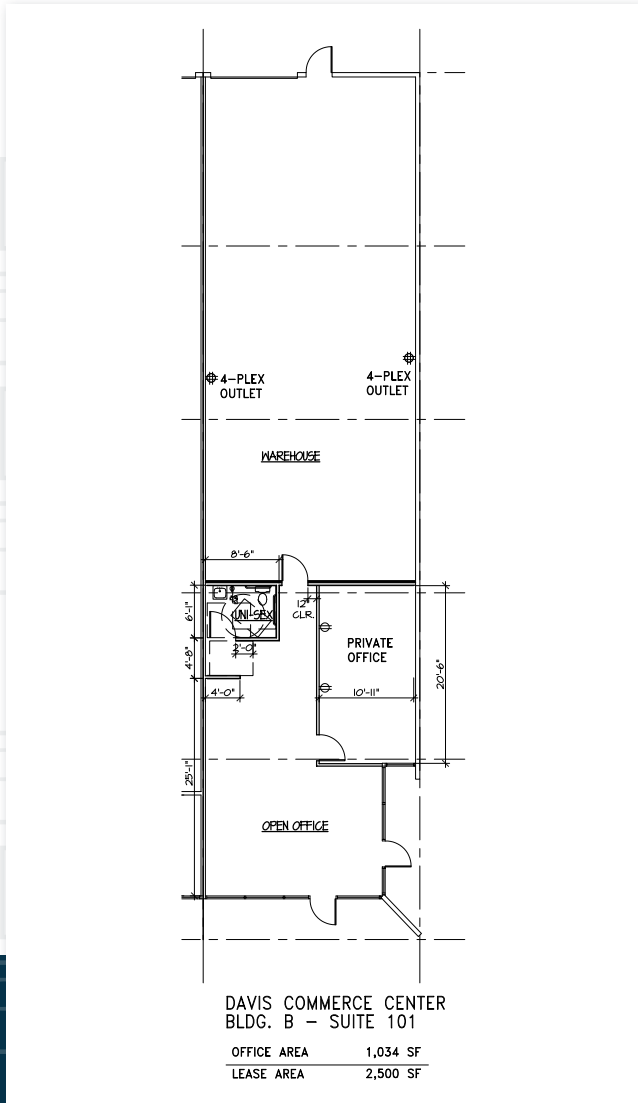 4-PLEX
OUTLET
4-PLEX
OUTLET
WAREHOUSE
8'-6"
12"
CLR.
6'-1"
UNI-SEX
PRIVATE
OFFICE
2'-0"
4'-8"
4'-0"
10'-11"
20'-6"
25'-1"
OPEN OFFICE
DAVIS COMMERCE CENTER
BLDG. B - SUITE 101
OFFICE AREA 1,034 SF
LEASE AREA 2,500 SF